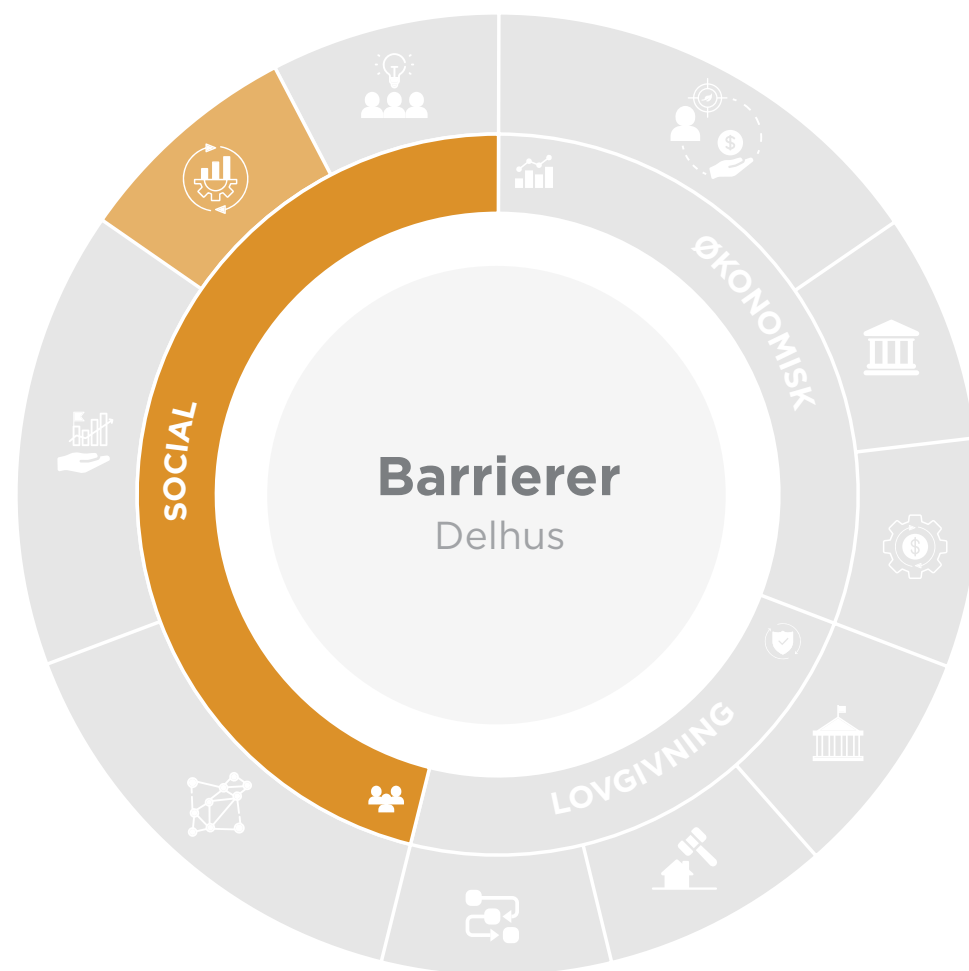 Barrierer
Delhus
SOCIAL
ØKONOMISK
LOVGIVNING
$
$